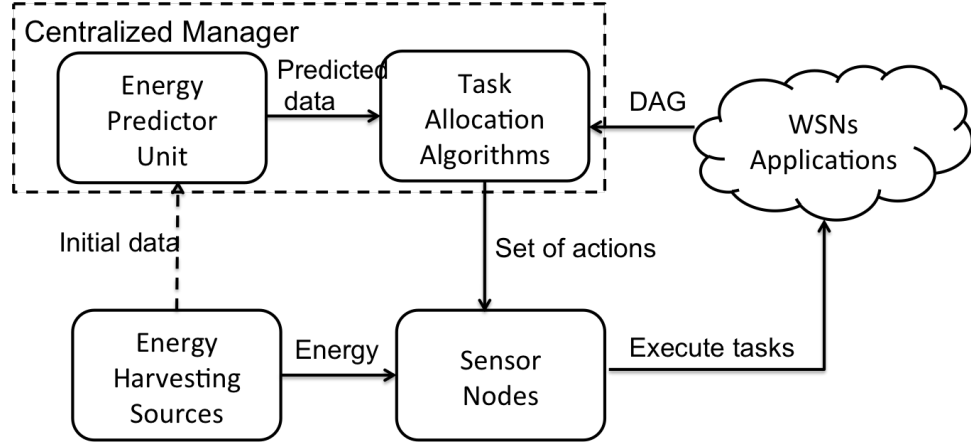 Centralized Manager
Energy
Predictor
Unit
Predicted
data
Task
Allocation
Algorithms
DAG
WSNs
Applications
Initial data
Set of actions
Energy
Harvesting
Sources
Energy
Sensor
Nodes
Execute tasks